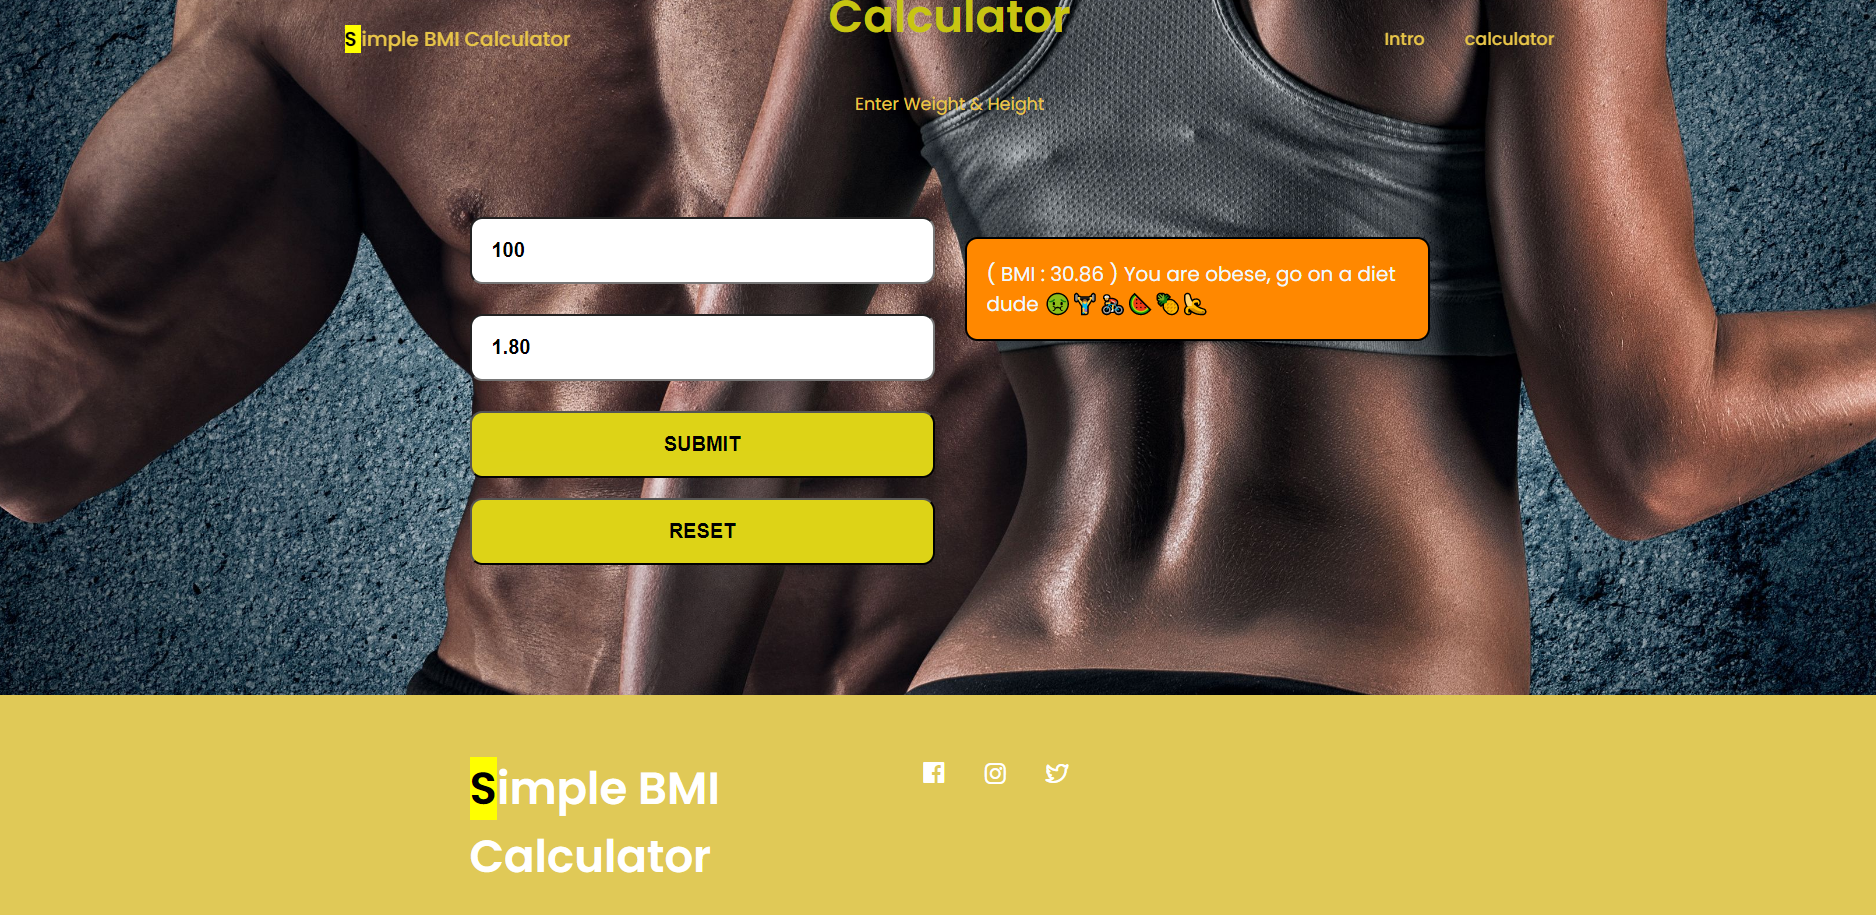 Calculator
Simple BMI Calculator
Intro
calculator
Enter Weight & Height
100
( BMI : 30.86 ) You are obese, go on a diet
dude 🤢🏋️🚴🍉🍍🍌
1.80
SUBMIT
RESET
Simple BMI
Calculator